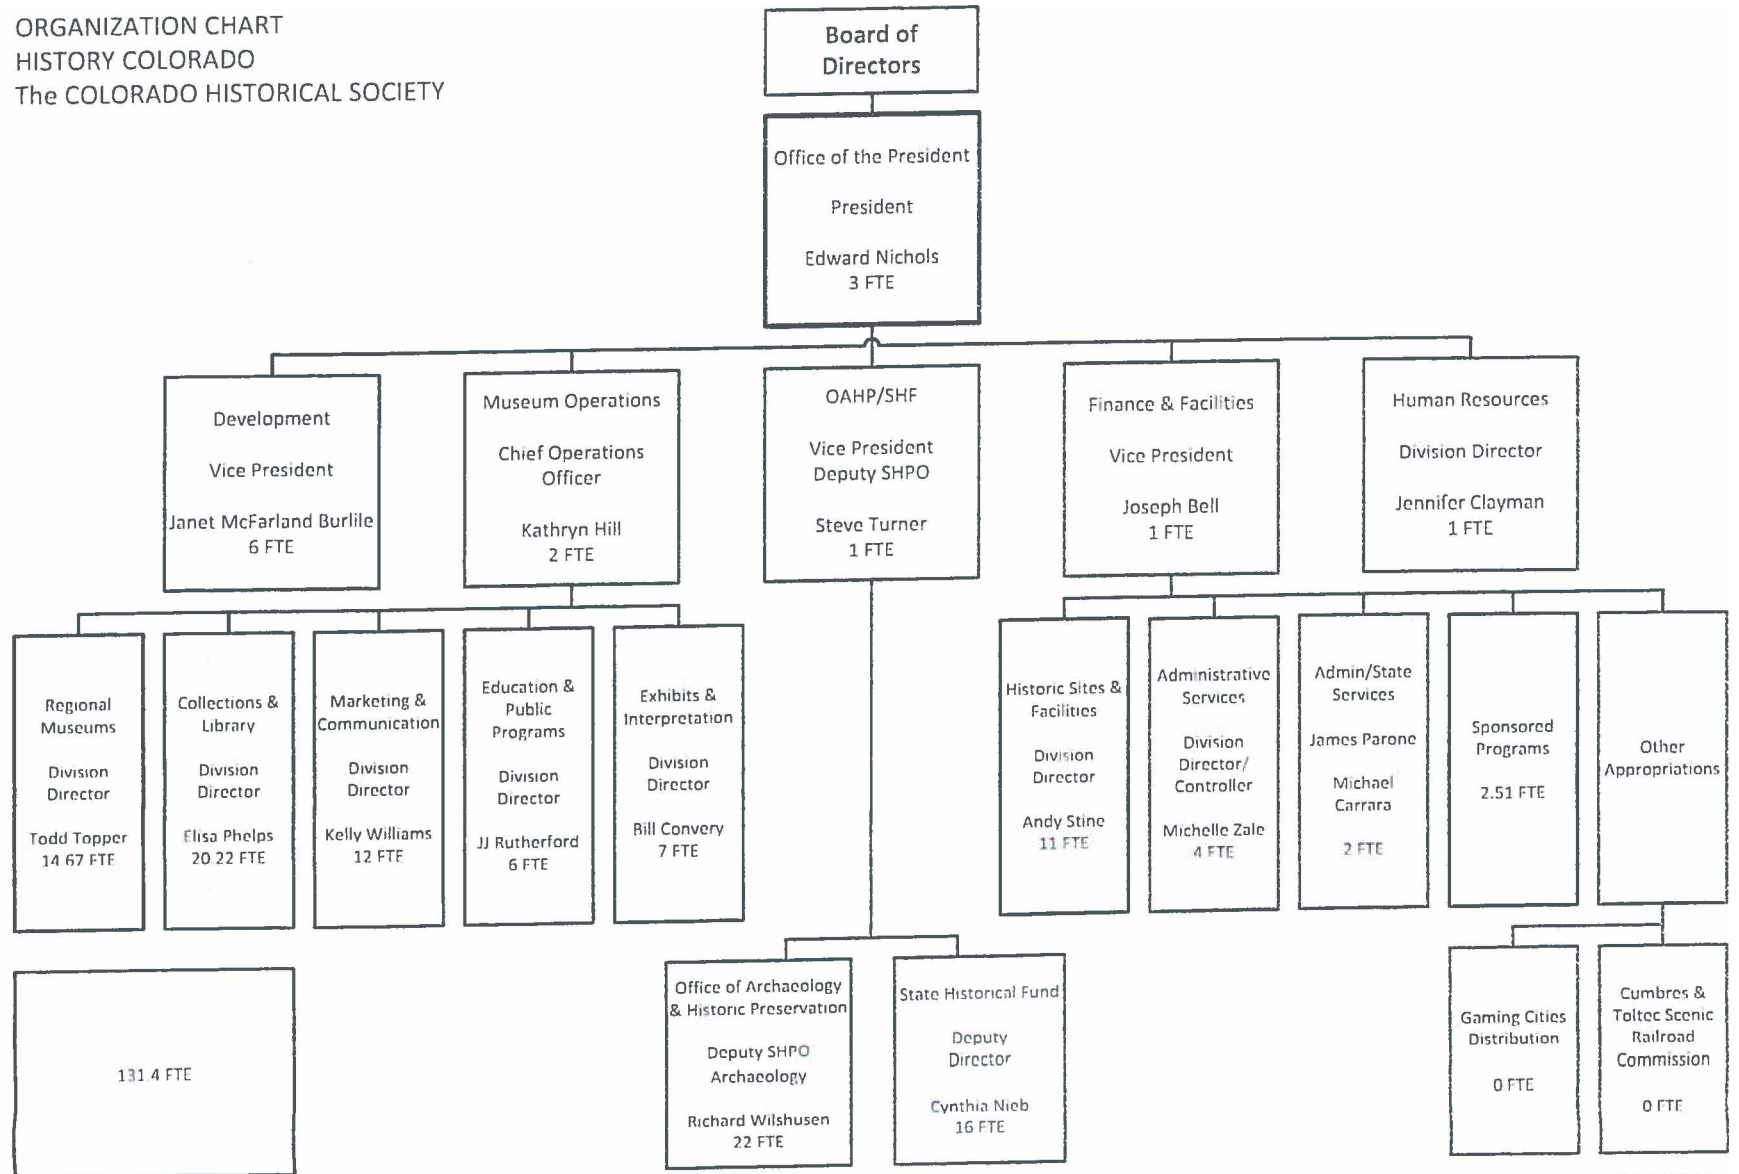 ORGANIZATION CHART
HISTORY COLORADO
The COLORADO HISTORICAL SOCIETY
Board of
Directors
Office of the President
President
Edward Nichols
3 FTE
Development
Vice President
Janet McFarland Burlile
6 FTE
Museum Operations
Chief Operations
Officer
Kathryn Hill
2 FTE
OAHP/SHF
Vice President
Deputy SHPO
Steve Turner
1 FTE
Finance & Facilities
Vice President
Joseph Bell
1 FTE
Human Resources
Division Director
Jennifer Clayman
1 FTE
Regional
Museums
Division
Director
Todd Topper
14.67 FTE
Collections &
Library
Division
Director
Elisa Phelps
20.22 FTE
Marketing &
Communication
Division
Director
Kelly Williams
12 FTE
Education &
Public
Programs
Division
Director
JJ Rutherford
6 FTE
Exhibits &
Interpretation
Division
Director
Bill Convery
7 FTE
Historic Sites &
Facilities
Division
Director
Andy Stine
11 FTE
Administrative
Services
Division
Director/
Controller
Michelle Zale
4 FTE
Admin/State
Services
James Parone
Michael
Carrara
2 FTE
Sponsored
Programs
2.51 FTE
Other
Appropriations
131.4 FTE
Office of Archaeology
& Historic Preservation
Deputy SHPO
Archaeology
Richard Wilshusen
22 FTE
State Historical Fund
Deputy
Director
Cynthia Nieb
16 FTE
Gaming Cities
Distribution
0 FTE
Cumbres &
Toltec Scenic
Railroad
Commission
0 FTE